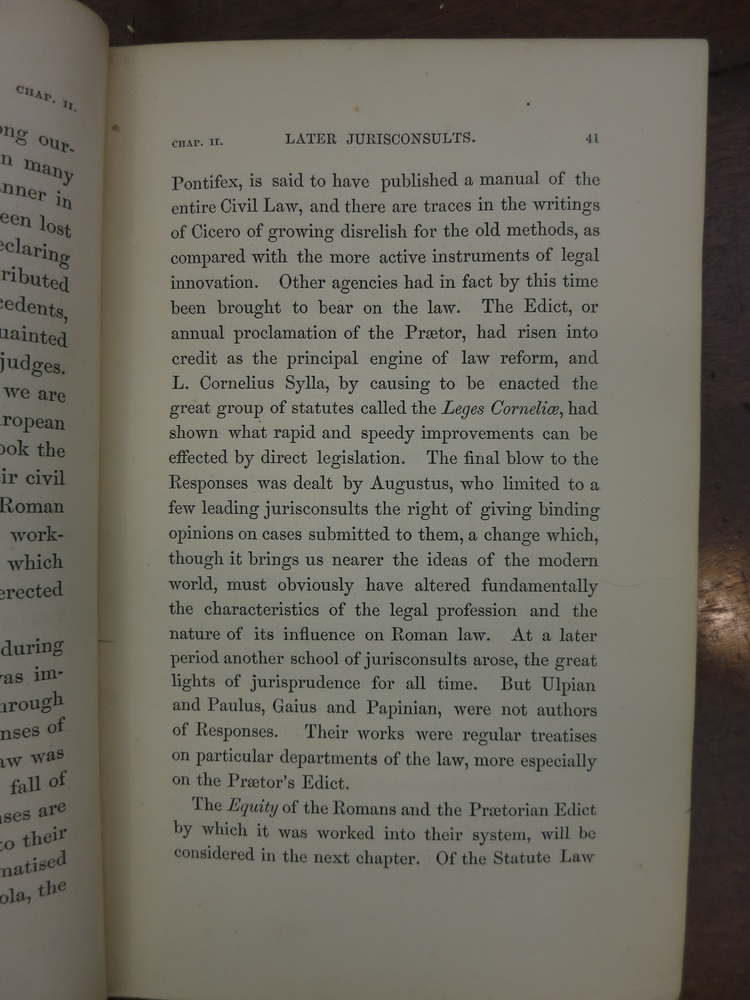 CHAP. II.
ong our-
n many
nner in
een lost
eclaring
ributed
cedents,
uainted
judges.
we are
ropean
ook the
ir civil
Roman
work-
which
erected
during
as im-
hrough
nses of
aw was
fall of
ses are
to their
matised
ola, the
CHAP. II. LATER JURISCONSULTS. 41
Pontifex, is said to have published a manual of the
entire Civil Law, and there are traces in the writings
of Cicero of growing disrelish for the old methods, as
compared with the more active instruments of legal
innovation. Other agencies had in fact by this time
been brought to bear on the law. The Edict, or
annual proclamation of the Prætor, had risen into
credit as the principal engine of law reform, and
L. Cornelius Sylla, by causing to be enacted the
great group of statutes called the Leges Corneliæ, had
shown what rapid and speedy improvements can be
effected by direct legislation. The final blow to the
Responses was dealt by Augustus, who limited to a
few leading jurisconsults the right of giving binding
opinions on cases submitted to them, a change which,
though it brings us nearer the ideas of the modern
world, must obviously have altered fundamentally
the characteristics of the legal profession and the
nature of its influence on Roman law. At a later
period another school of jurisconsults arose, the great
lights of jurisprudence for all time. But Ulpian
and Paulus, Gaius and Papinian, were not authors
of Responses. Their works were regular treatises
on particular departments of the law, more especially
on the Prætor's Edict.
The Equity of the Romans and the Prætorian Edict
by which it was worked into their system, will be
considered in the next chapter. Of the Statute Law